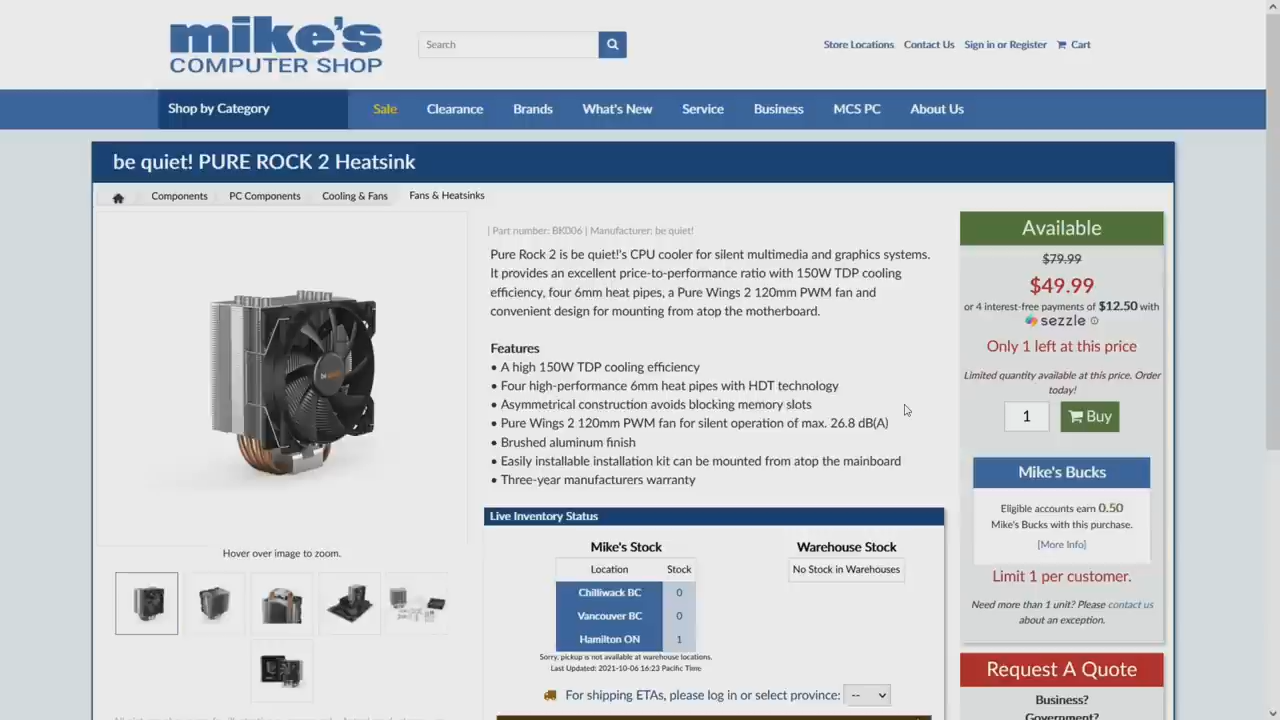 mike's
COMPUTER SHOP
Search
Store Locations
Contact Us
Sign in or Register
Cart
Shop by Category
Sale
Clearance
Brands
What's New
Service
Business
MCS PC
About Us
be quiet! PURE ROCK 2 Heatsink
Components
PC Components
Cooling & Fans
Fans & Heatsinks
| Part number: BK006 | Manufacturer: be quiet!
Pure Rock 2 is be quiet!'s CPU cooler for silent multimedia and graphics systems.
It provides an excellent price-to-performance ratio with 150W TDP cooling
efficiency, four 6mm heat pipes, a Pure Wings 2 120mm PWM fan and
convenient design for mounting from atop the motherboard.
Features
• A high 150W TDP cooling efficiency
• Four high-performance 6mm heat pipes with HDT technology
• Asymmetrical construction avoids blocking memory slots
• Pure Wings 2 120mm PWM fan for silent operation of max. 26.8 dB(A)
• Brushed aluminum finish
• Easily installable installation kit can be mounted from atop the mainboard
• Three-year manufacturers warranty
Hover over image to zoom.
Live Inventory Status
Mike's Stock
Location Stock
Chilliwack BC 0
Vancouver BC 0
Hamilton ON 1
Warehouse Stock
No Stock in Warehouses
Sorry, pickup is not available at warehouse locations.
Last Updated: 2021-10-06 16:23 Pacific Time
For shipping ETAs, please log in or select province: --
Available
$79.99
$49.99
or 4 interest-free payments of $12.50 with
sezzle
Only 1 left at this price
Limited quantity available at this price. Order
today!
1
Buy
Mike's Bucks
Eligible accounts earn 0.50
Mike's Bucks with this purchase.
[More Info]
Limit 1 per customer.
Need more than 1 unit? Please contact us
about an exception.
Request A Quote
Business?
Government?